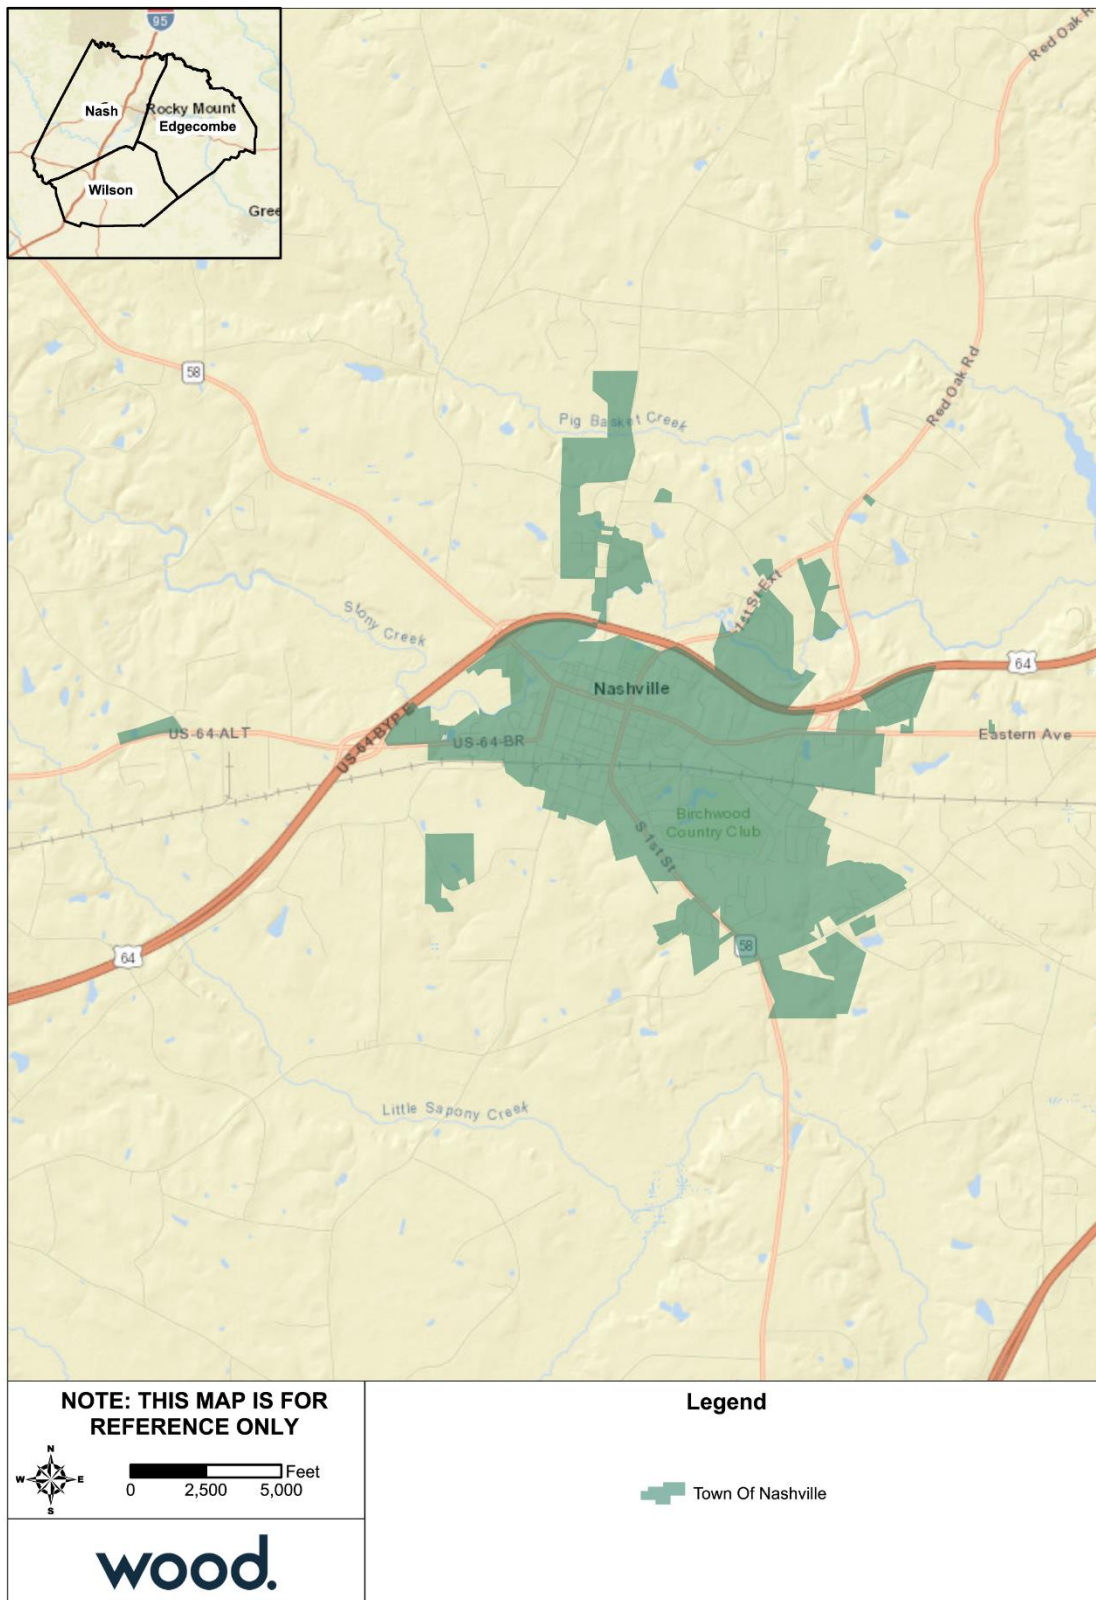 95
Nash
Rocky Mount
Edgecombe
Wilson
Gree
Red Oak R
58
Red Oak Rd
Pig Basket Creek
1st St Ext
Stony Creek
64
Nashville
US-64-ALT
US-64-BYP E
US-64-BR
Eastern Ave
Birchwood
Country Club
S 1st St
58
64
Little Sapony Creek
NOTE: THIS MAP IS FOR
REFERENCE ONLY
N
W E
S
Feet
0 2,500 5,000
wood.
Legend
Town Of Nashville